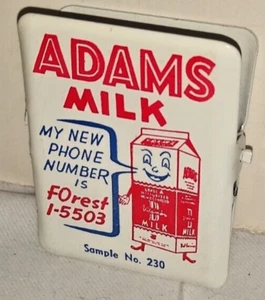 ADAMS
MILK
MY NEW
PHONE
NUMBER
IS
FOrest
1-5503
MILK
Sample No. 230